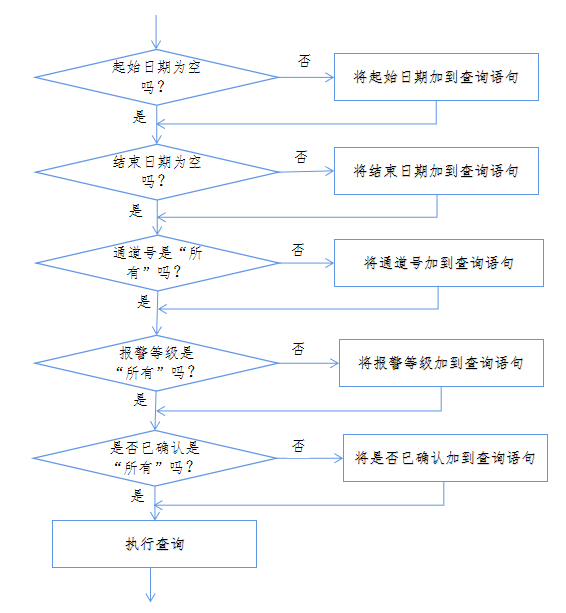 起始日期为空
吗？
否
将起始日期加到查询语句
是
结束日期为空
吗？
否
将结束日期加到查询语句
是
通道号是“所
有”吗？
否
将通道号加到查询语句
是
报警等级是
“所有”吗？
否
将报警等级加到查询语句
是
是否已确认是
“所有”吗？
否
将是否已确认加到查询语句
是
执行查询